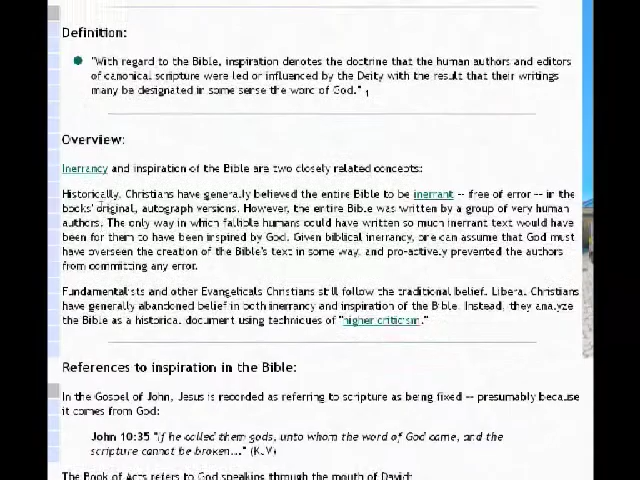 Definition:
"With regard to the Bible, inspiration denotes the doctrine that the human authors and editors
of canonical scripture were led or influenced by the Deity with the result that their writings
many be designated in some sense the word of God." 1
Overview:
Inerrancy and inspiration of the Bible are two closely related concepts:
Historically, Christians have generally believed the entire Bible to be inerrant -- free of error -- in the
books' original, autograph versions. However, the entire Bible was written by a group of very human
authors. The only way in which fallible humans could have written so much inerrant text would have
been for them to have been inspired by God. Given biblical inerrancy, one can assume that God must
have overseen the creation of the Bible's text in some way, and pro-actively prevented the authors
from committing any error.
Fundamentalists and other Evangelicals Christians still follow the traditional belief. Liberal Christians
have generally abandoned belief in both inerrancy and inspiration of the Bible. Instead, they analyze
the Bible as a historical document using techniques of "higher criticism."
References to inspiration in the Bible:
In the Gospel of John, Jesus is recorded as referring to scripture as being fixed -- presumably because
it comes from God:
John 10:35 "If he called them gods, unto whom the word of God came, and the
scripture cannot be broken..." (KJV)
The Book of Acts refers to God speaking through the mouth of David: